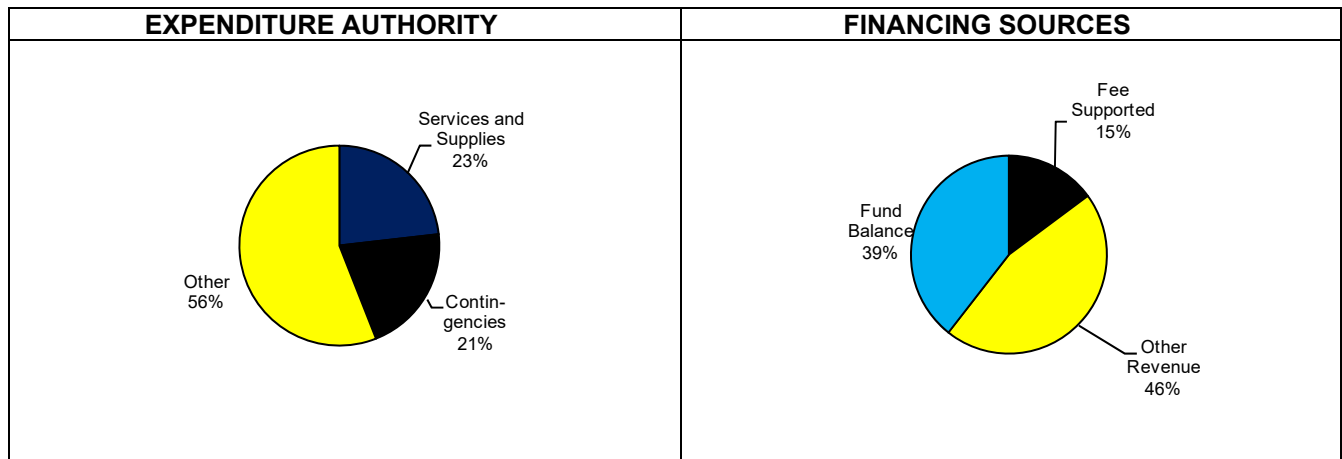 EXPENDITURE AUTHORITY
Services and
Supplies
23%
Other
56%
Contin-
gencies
21%
FINANCING SOURCES
Fee
Supported
15%
Fund
Balance
39%
Other
Revenue
46%